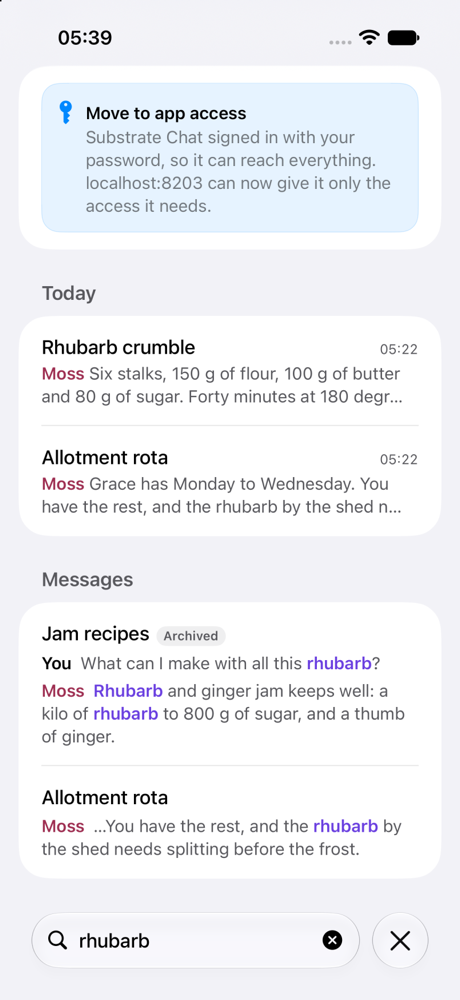 05:39
Move to app access
Substrate Chat signed in with your
password, so it can reach everything.
localhost:8203 can now give it only the
access it needs.
Today
Rhubarb crumble 05:22
Moss Six stalks, 150 g of flour, 100 g of butter
and 80 g of sugar. Forty minutes at 180 degr...
Allotment rota 05:22
Moss Grace has Monday to Wednesday. You
have the rest, and the rhubarb by the shed n...
Messages
Jam recipes Archived
You What can I make with all this rhubarb?
Moss Rhubarb and ginger jam keeps well: a
kilo of rhubarb to 800 g of sugar, and a thumb
of ginger.
Allotment rota
Moss ...You have the rest, and the rhubarb by
the shed needs splitting before the frost.
rhubarb